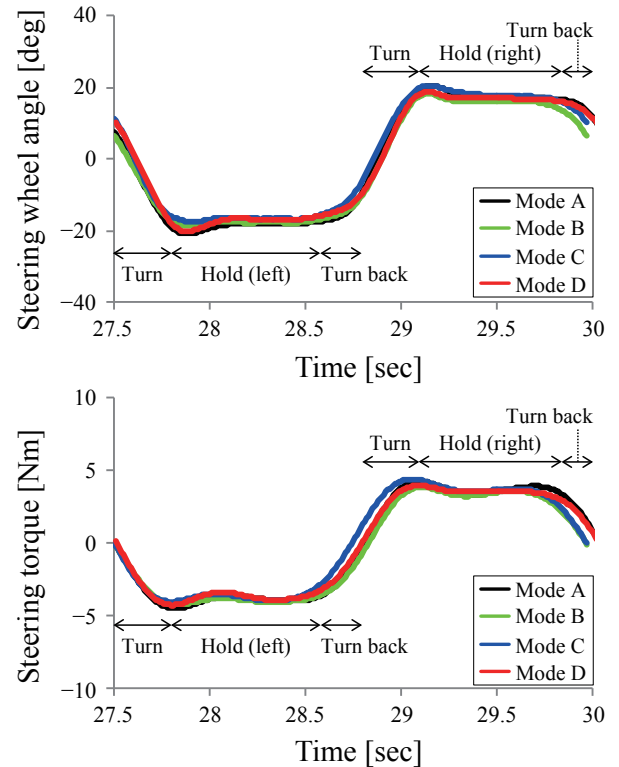 Steering wheel angle [deg]
40
20
0
−20
−40
Turn back
Turn
Hold (right)
Mode A
Mode B
Mode C
Mode D
Turn
Hold (left)
Turn back
27.5
28
28.5
29
29.5
30
Time [sec]
Steering torque [Nm]
10
5
0
−5
−10
Turn back
Turn
Hold (right)
Mode A
Mode B
Mode C
Mode D
Turn
Hold (left)
Turn back
27.5
28
28.5
29
29.5
30
Time [sec]